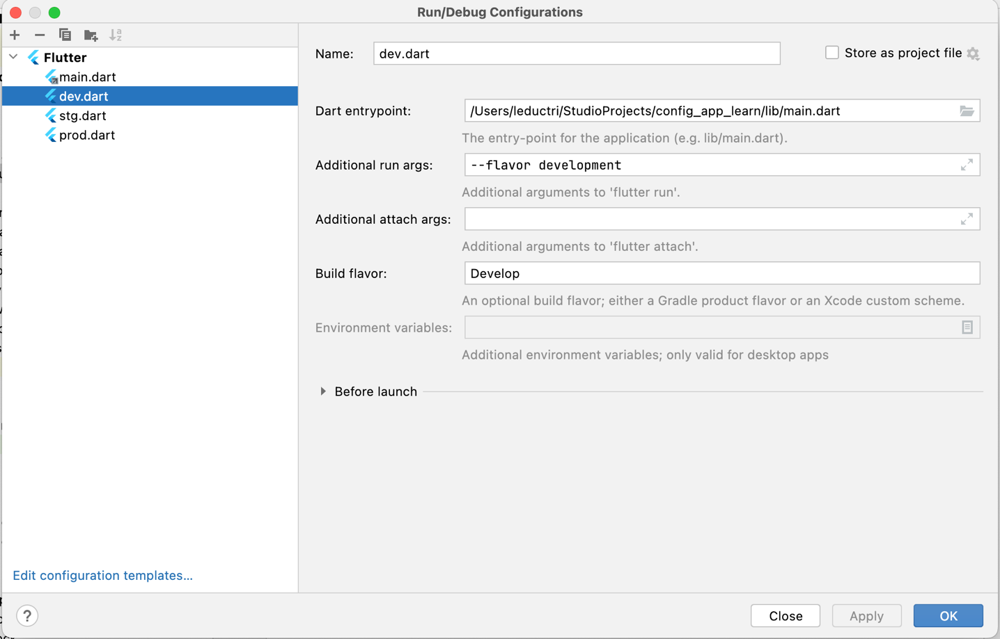 Run/Debug Configurations
Flutter
main.dart
dev.dart
stg.dart
prod.dart
Edit configuration templates...
Name:
dev.dart
Store as project file
Dart entrypoint:
/Users/leductri/StudioProjects/config_app_learn/lib/main.dart
The entry-point for the application (e.g. lib/main.dart).
Additional run args:
--flavor development
Additional arguments to 'flutter run'.
Additional attach args:
Additional arguments to 'flutter attach'.
Build flavor:
Develop
An optional build flavor; either a Gradle product flavor or an Xcode custom scheme.
Environment variables:
Additional environment variables; only valid for desktop apps
Before launch
?
Close
Apply
OK